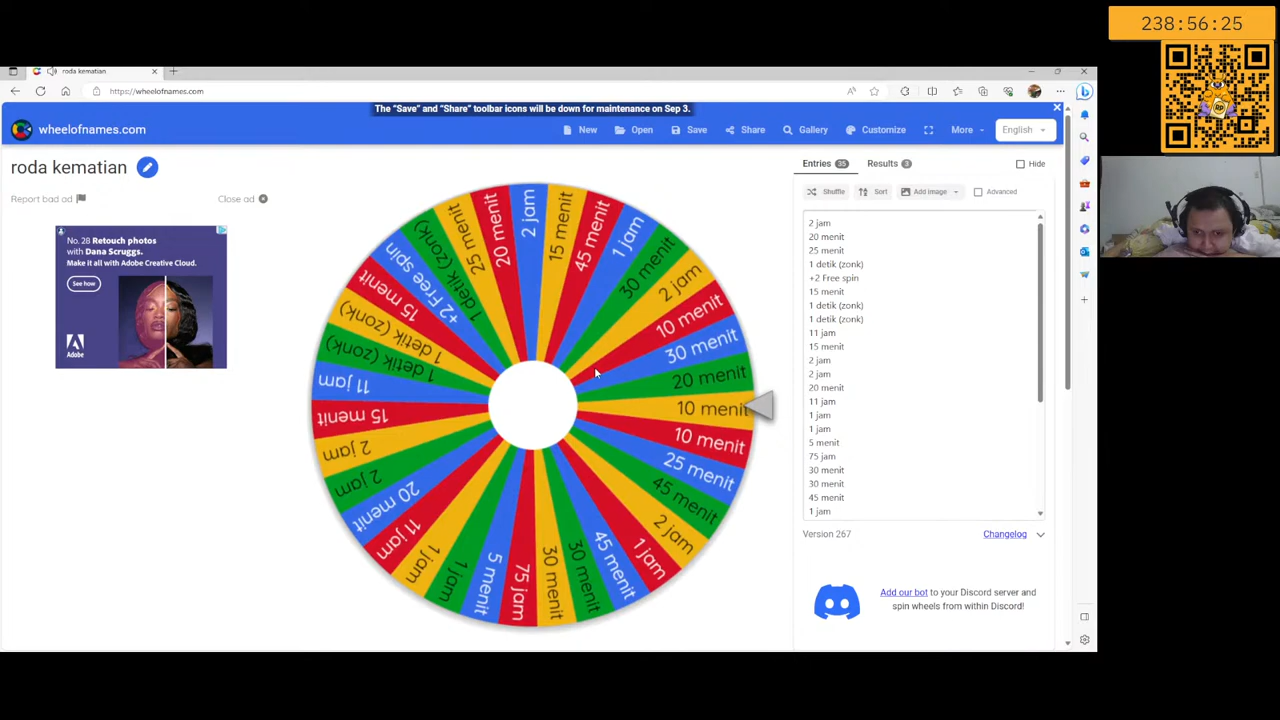 238:56:25
roda kematian
https://wheelofnames.com
The "Save" and "Share" toolbar icons will be down for maintenance on Sep 3.
wheelofnames.com
New
Open
Save
Share
Gallery
Customize
More
English
roda kematian
Report bad ad
Close ad
No. 28 Retouch photos
with Dana Scruggs.
Make it all with Adobe Creative Cloud.
See how
Adobe
2 jam
15 menit
45 menit
1 jam
30 menit
2 jam
10 menit
30 menit
20 menit
10 menit
10 menit
25 menit
45 menit
2 jam
1 jam
45 menit
30 menit
30 menit
75 jam
5 menit
1 jam
1 jam
11 jam
20 menit
2 jam
2 jam
15 menit
11 jam
1 detik (zonk)
1 detik (zonk)
15 menit
+2 Free spin
1 detik (zonk)
25 menit
20 menit
Entries 35
Results 3
Hide
Shuffle
Sort
Add image
Advanced
2 jam
20 menit
25 menit
1 detik (zonk)
+2 Free spin
15 menit
1 detik (zonk)
1 detik (zonk)
11 jam
15 menit
2 jam
2 jam
20 menit
11 jam
1 jam
1 jam
5 menit
75 jam
30 menit
30 menit
45 menit
1 jam
Version 267
Changelog
Add our bot to your Discord server and
spin wheels from within Discord!